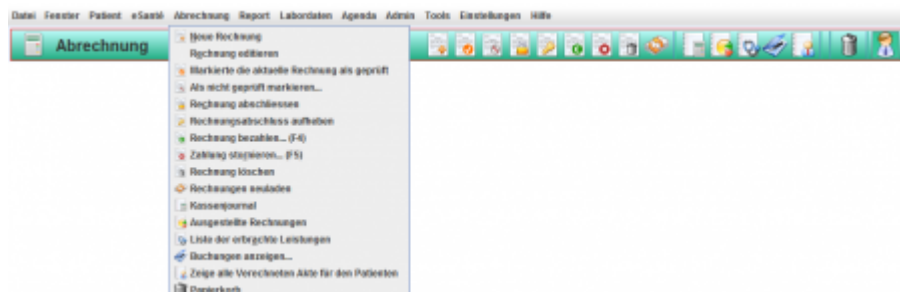 Datei Fenster Patient eSanté Abrechnung Report Labordaten Agenda Admin Tools Einstellungen Hilfe
Abrechnung
Neue Rechnung
Rechnung editieren
Markierte die aktuelle Rechnung als geprüft
Als nicht geprüft markieren...
Rechnung abschliessen
Rechnungsabschluss aufheben
Rechnung bezahlen... (F4)
Zahlung stornieren... (F5)
Rechnung löschen
Rechnungen neuladen
Kassenjournal
Ausgestellte Rechnungen
Liste der erbrachte Leistungen
Buchungen anzeigen...
Zeige alle Verechneten Akte für den Patienten
Papierkorb